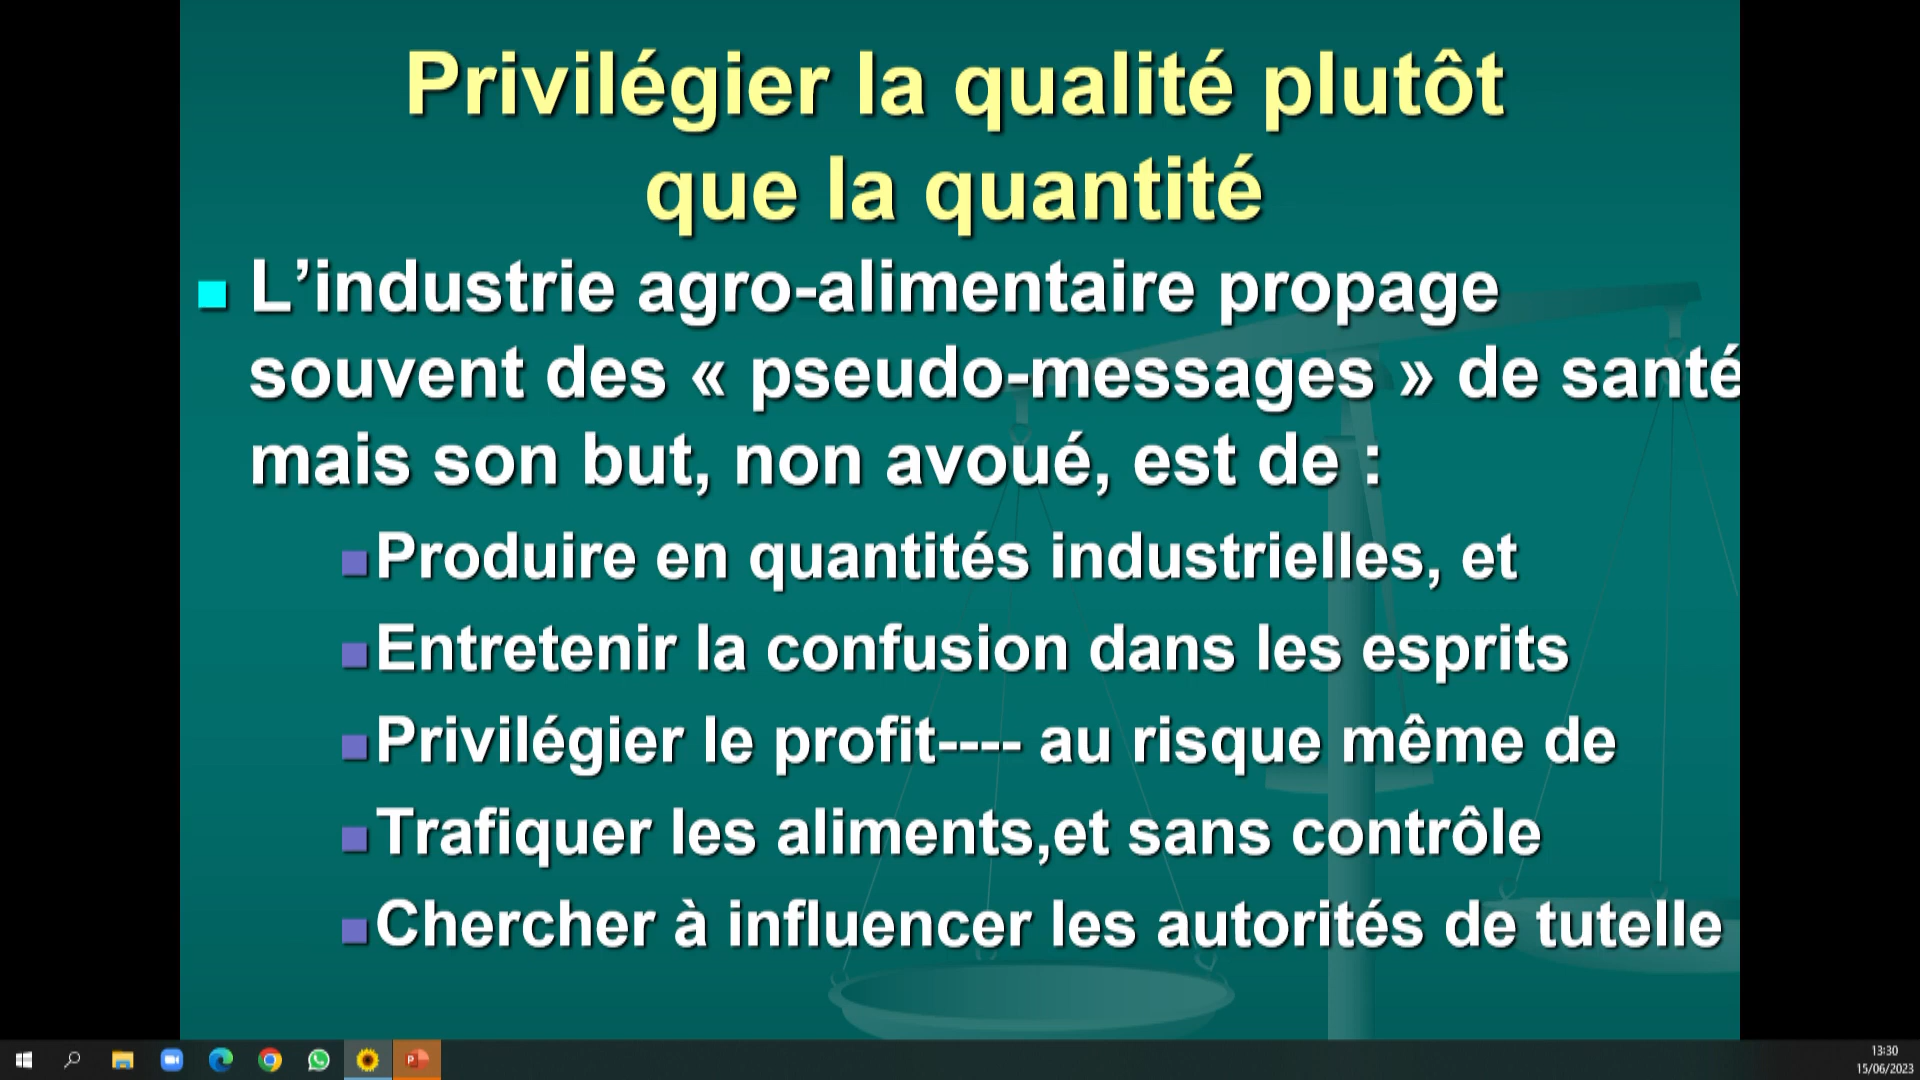 Privilégier la qualité plutôt
que la quantité
L’industrie agro-alimentaire propage
souvent des « pseudo-messages » de santé
mais son but, non avoué, est de :
Produire en quantités industrielles, et
Entretenir la confusion dans les esprits
Privilégier le profit---- au risque même de
Trafiquer les aliments,et sans contrôle
Chercher à influencer les autorités de tutelle
13:30
15/06/2023